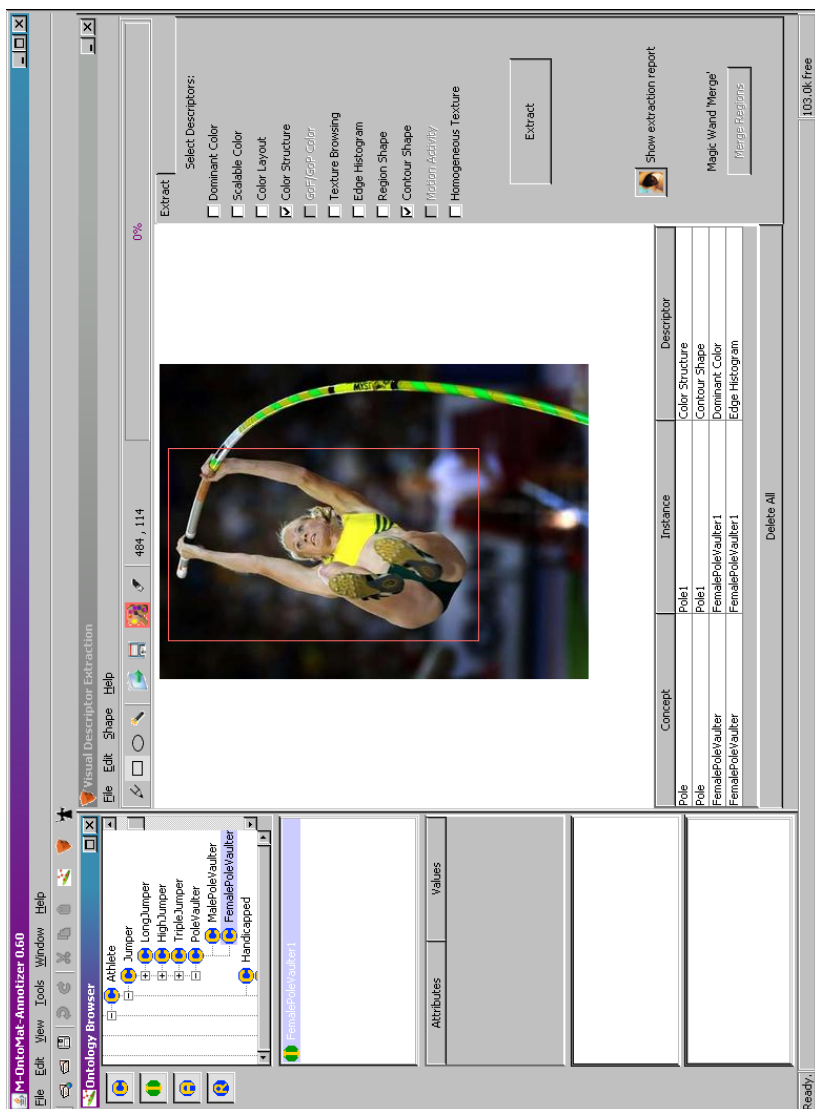 M-OntoMat-Annotizer 0.60
File Edit View Tools Window Help
Ontology Browser
Athlete
Jumper
LongJumper
HighJumper
TripleJumper
PoleVaulter
MalePoleVaulter
FemalePoleVaulter
Handicapped
C
I
A
R
FemalePoleVaulter1
Attributes Values
Visual Descriptor Extraction
File Edit Shape Help
484 , 114
0%
MYST
Extract
Select Descriptors:
Dominant Color
Scalable Color
Color Layout
Color Structure
GoF/GoP Color
Texture Browsing
Edge Histogram
Region Shape
Contour Shape
Motion Activity
Homogeneous Texture
Extract
Show extraction report
Magic Wand 'Merge'
Merge Regions
Concept Instance Descriptor
Pole Pole1 Color Structure
Pole Pole1 Contour Shape
FemalePoleVaulter FemalePoleVaulter1 Dominant Color
FemalePoleVaulter FemalePoleVaulter1 Edge Histogram
Delete All
Ready. 103.0k free